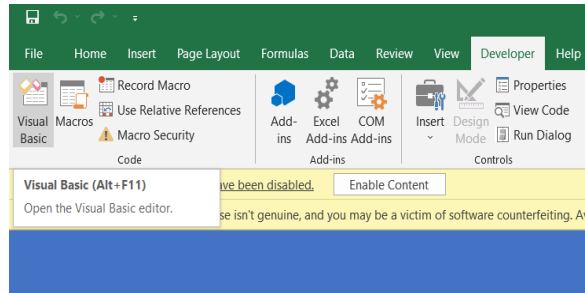 File Home Insert Page Layout Formulas Data Review View Developer Help
Visual Basic
Macros
Record Macro
Use Relative References
Macro Security
Code
Add-ins
Excel Add-ins
COM Add-ins
Add-ins
Insert
Design Mode
Properties
View Code
Run Dialog
Controls
Visual Basic (Alt+F11)
Open the Visual Basic editor.
been disabled. Enable Content
isn't genuine, and you may be a victim of software counterfeiting.